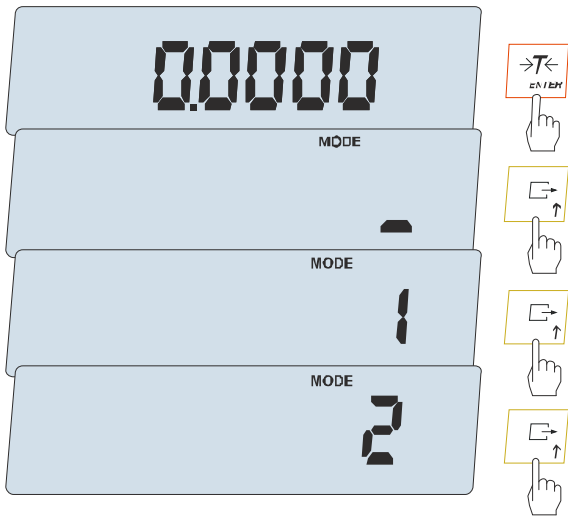 0.0000
→T←
ENTER
MODE
-
MODE
1
MODE
2